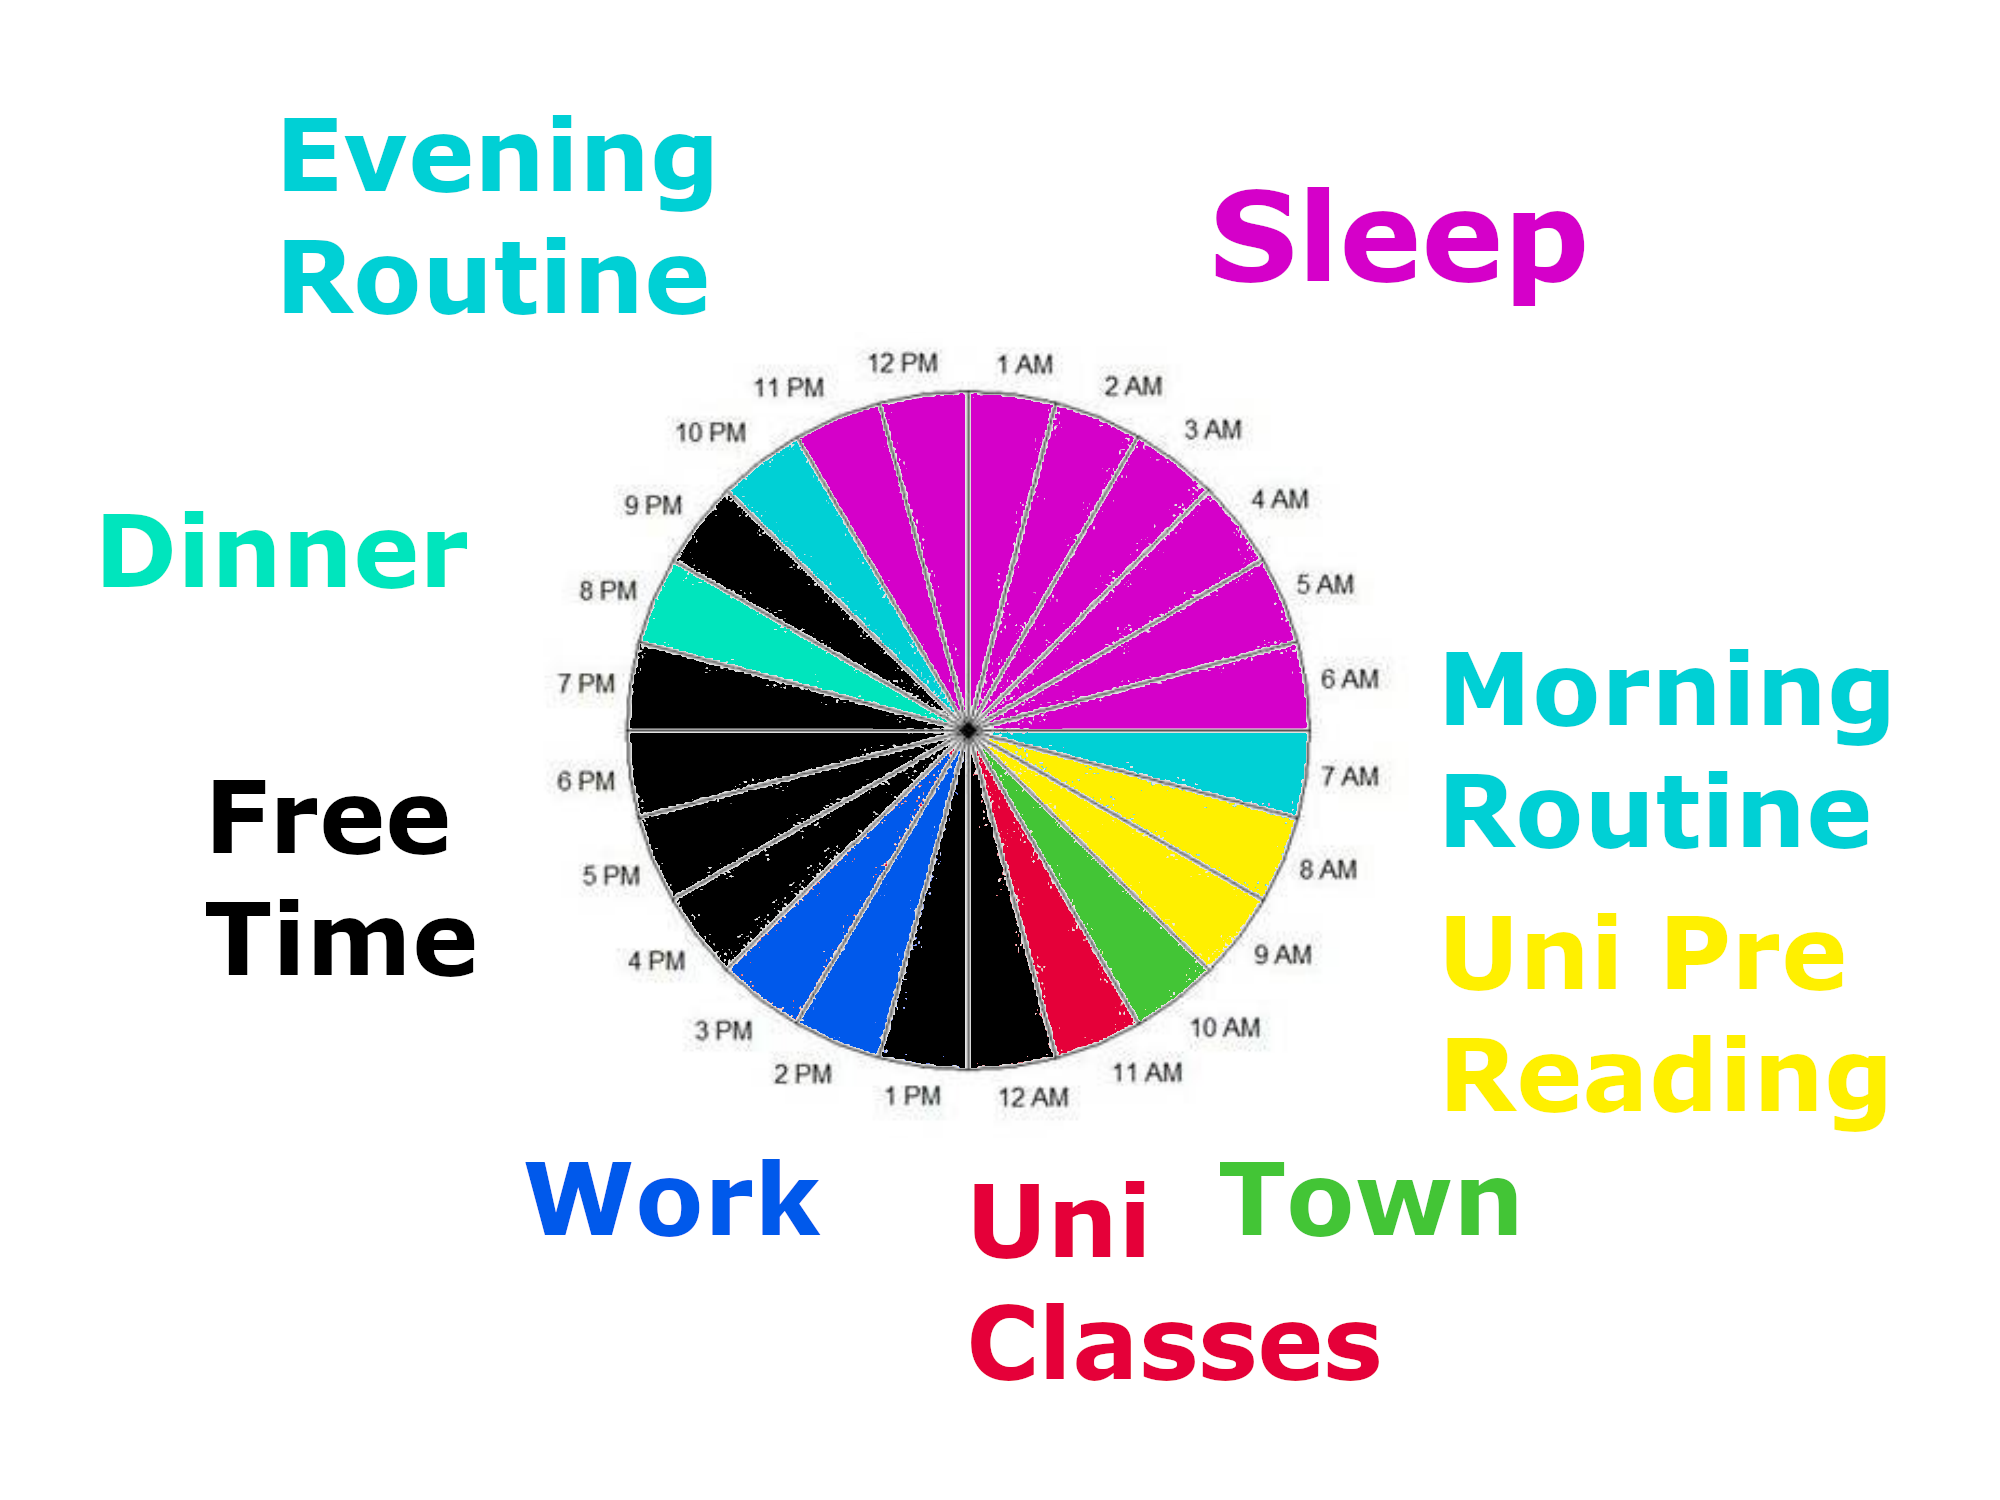 Evening
Routine
Sleep
12 PM
1 AM
11 PM
2 AM
10 PM
3 AM
9 PM
4 AM
Dinner
8 PM
5 AM
7 PM
6 AM
Morning
Routine
6 PM
7 AM
Free
Time
5 PM
8 AM
4 PM
9 AM
Uni Pre
Reading
3 PM
10 AM
2 PM
11 AM
1 PM
12 AM
Work
Uni
Classes
Town